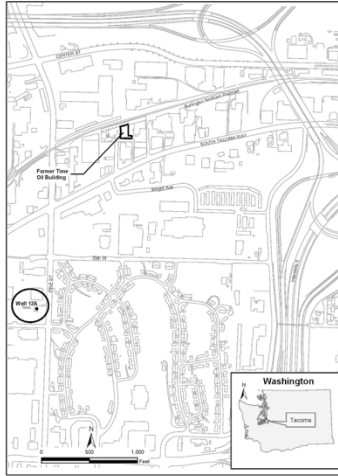 CENTER ST
Burlington Northern Railroad
SOUTH TACOMA WAY
Former Time
Oil Building
Wright Ave
35th St
Well 12A
N
0 500 1,000
Feet
Washington
N
Tacoma